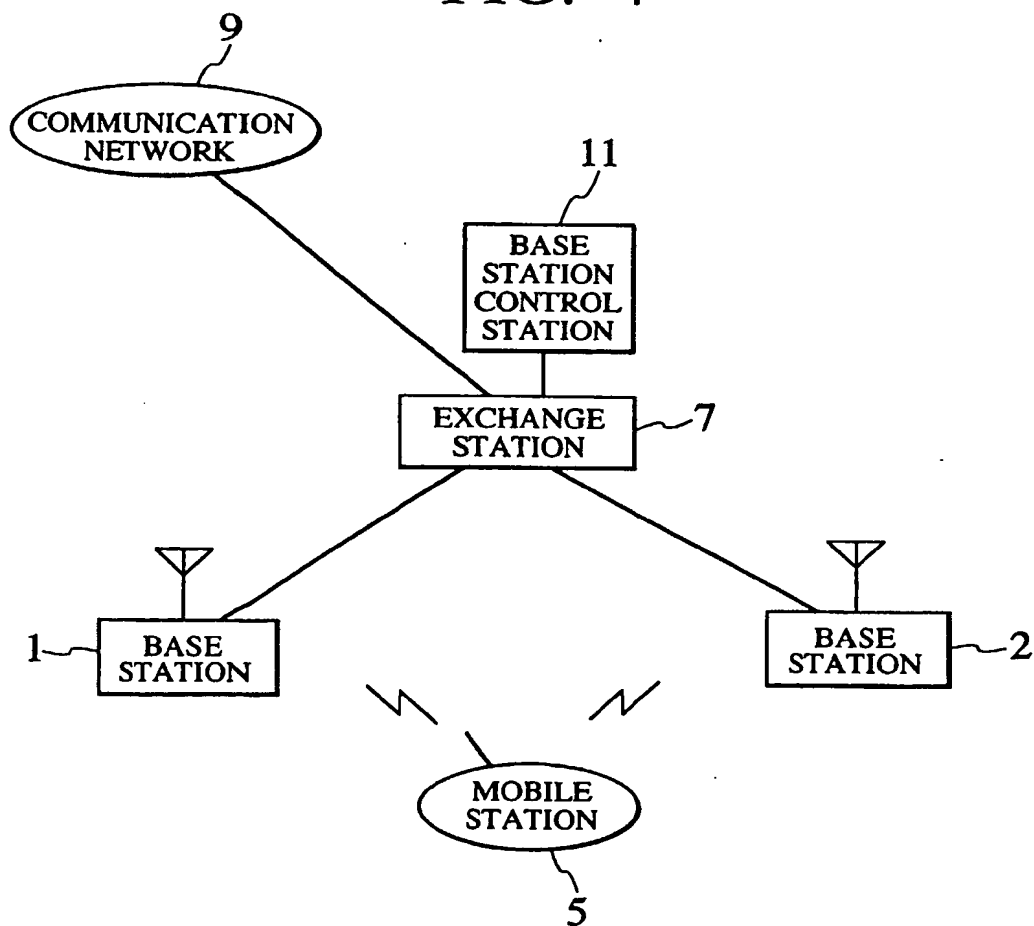 9
COMMUNICATION
NETWORK
11
BASE
STATION
CONTROL
STATION
EXCHANGE
STATION
7
1
BASE
STATION
BASE
STATION
2
MOBILE
STATION
5